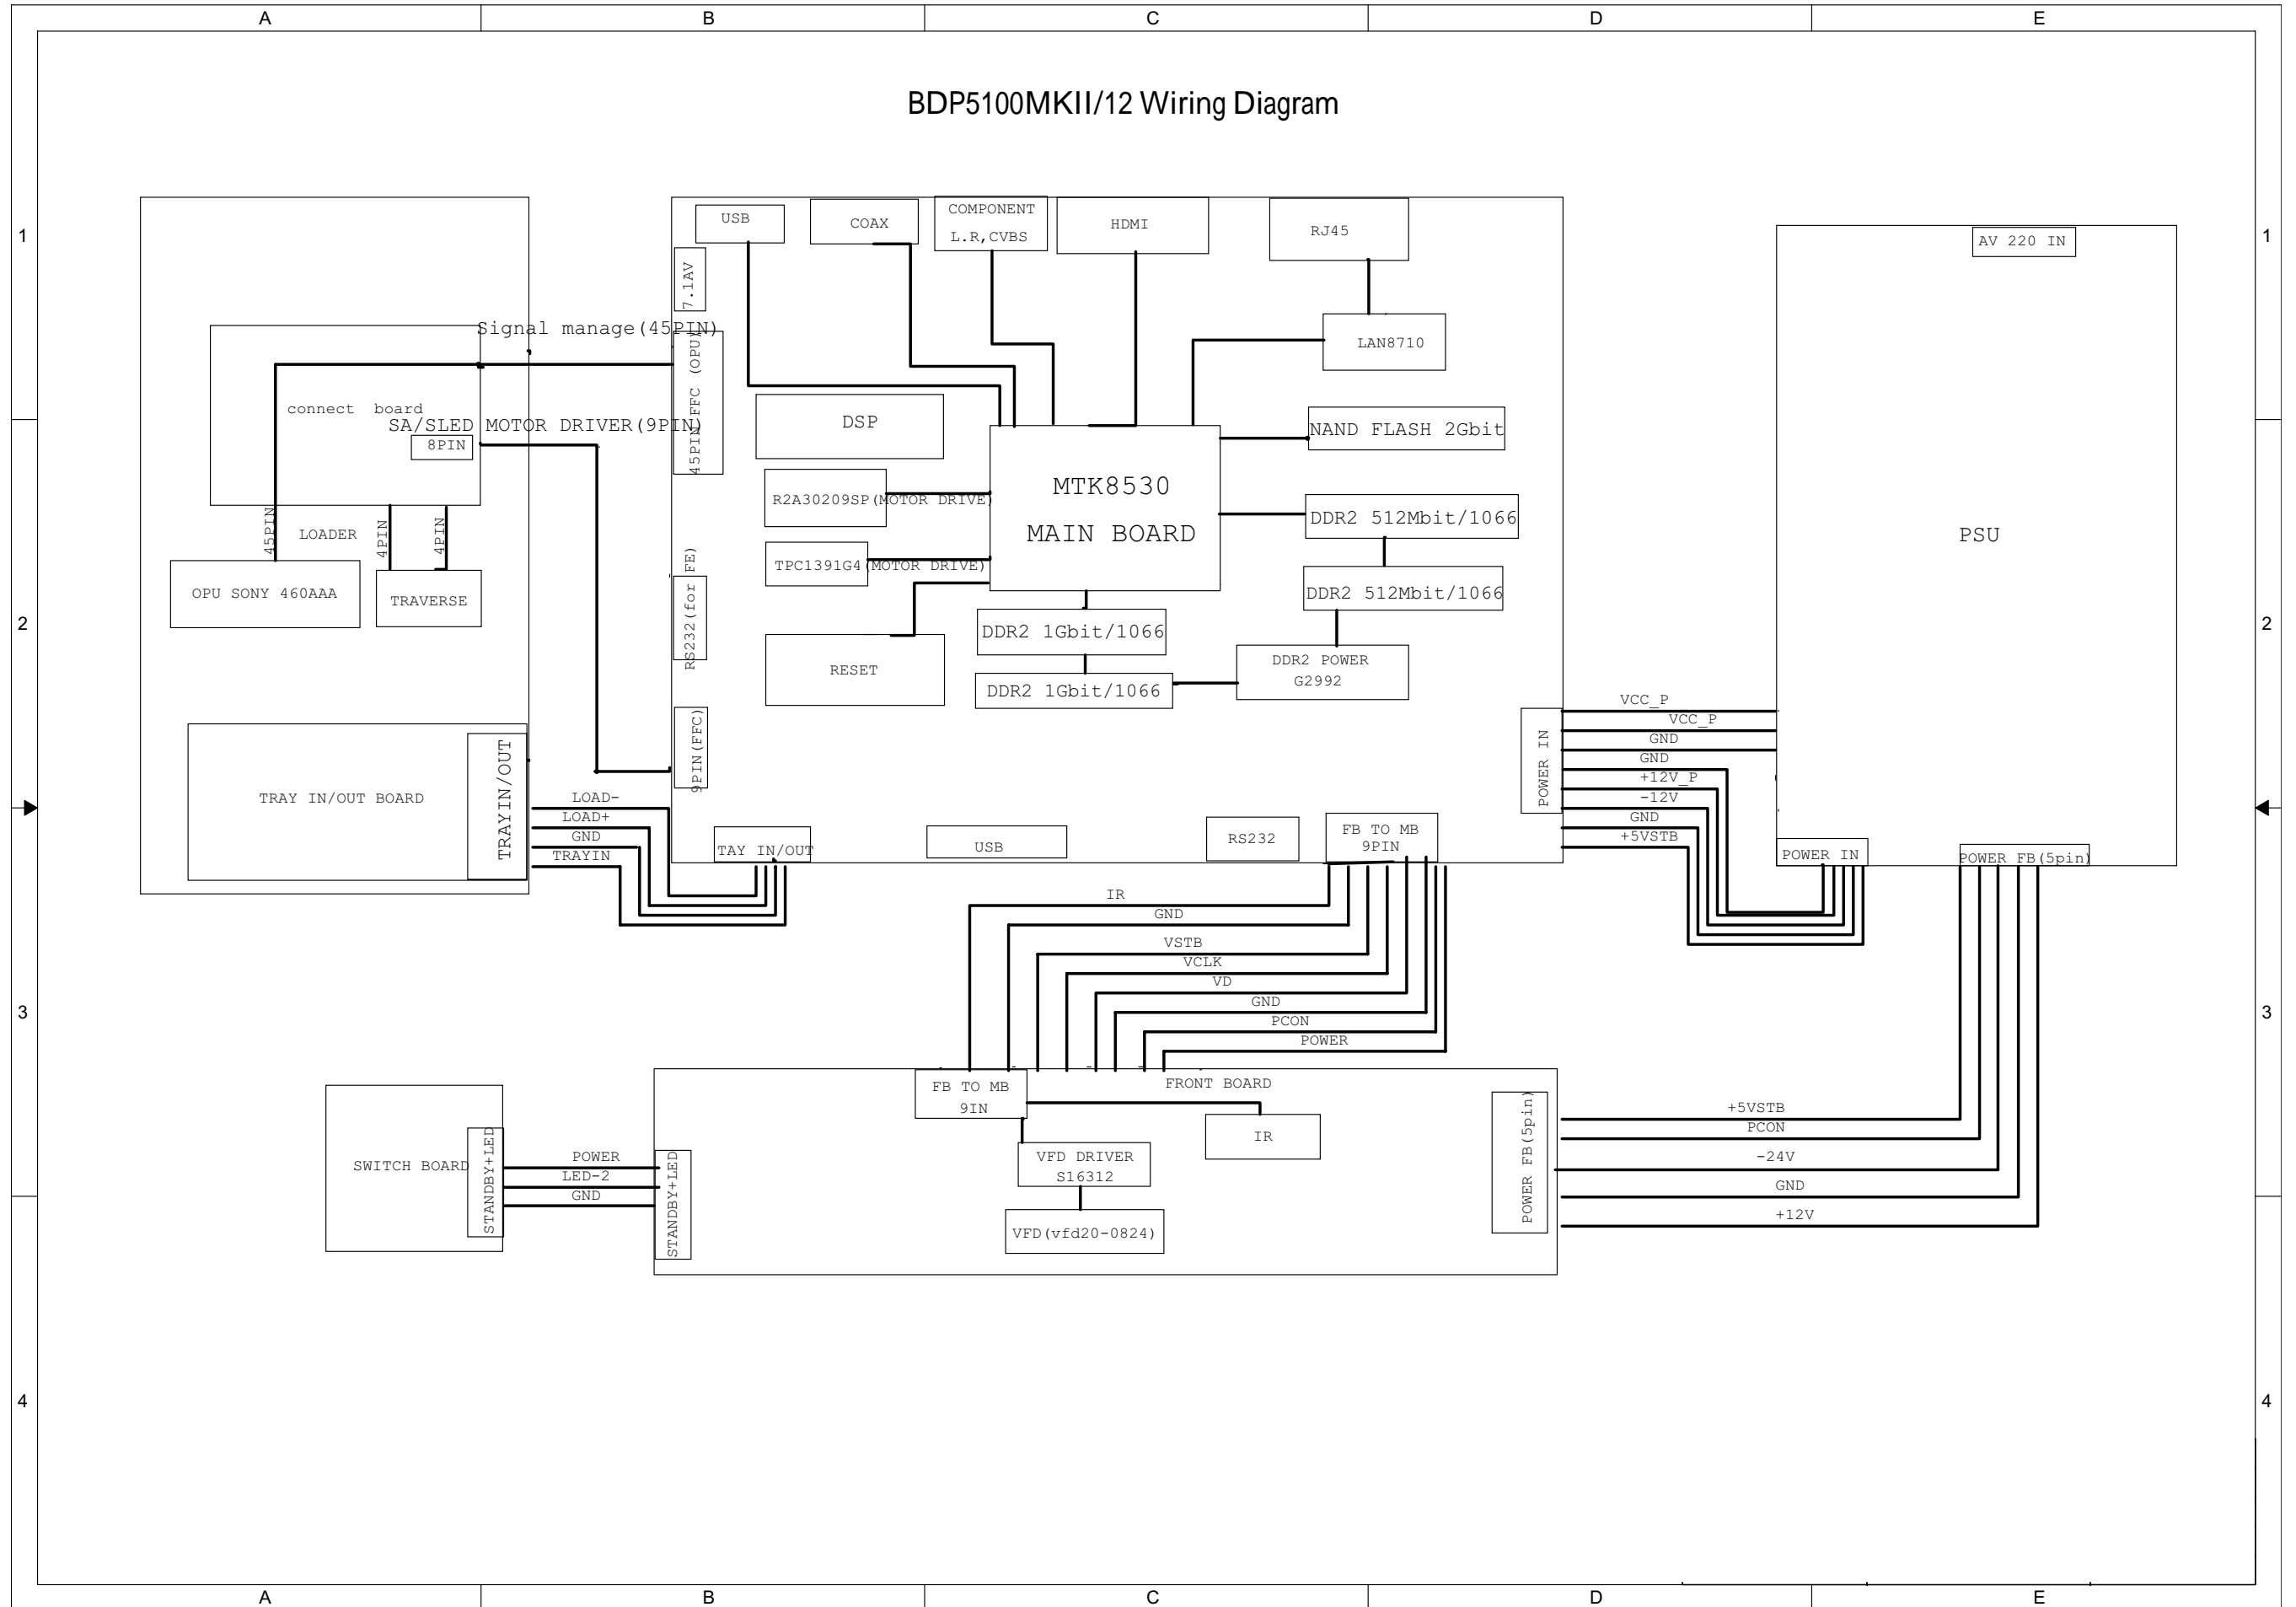 A B C D E
BDP5100MKII/12 Wiring Diagram
1
1
USB
COAX
COMPONENT
L.R,CVBS
HDMI
RJ45
AV 220 IN
7.1AV
Signal manage(45PIN)
45PIN FFC (OPU)
LAN8710
connect board
SA/SLED MOTOR DRIVER(9PIN)
8PIN
DSP
NAND FLASH 2Gbit
MTK8530
MAIN BOARD
R2A30209SP(MOTOR DRIVE)
DDR2 512Mbit/1066
PSU
45PIN
LOADER
4PIN
4PIN
TPC1391G4(MOTOR DRIVE)
OPU SONY 460AAA
TRAVERSE
RS232(for FE)
DDR2 512Mbit/1066
2
2
DDR2 1Gbit/1066
RESET
DDR2 POWER
G2992
DDR2 1Gbit/1066
VCC_P
VCC_P
GND
GND
+12V_P
-12V
GND
+5VSTB
POWER IN
9PIN(FFC)
TRAY IN/OUT BOARD
TRAYIN/OUT
LOAD-
LOAD+
GND
TRAYIN
TAY IN/OUT
USB
RS232
FB TO MB
9PIN
POWER IN
POWER FB(5pin)
IR
GND
VSTB
VCLK
VD
GND
PCON
POWER
3
3
FB TO MB
9IN
FRONT BOARD
IR
VFD DRIVER
S16312
VFD(vfd20-0824)
SWITCH BOARD
STANDBY+LED
POWER
LED-2
GND
STANDBY+LED
POWER FB(5pin)
+5VSTB
PCON
-24V
GND
+12V
4
4
A B C D E